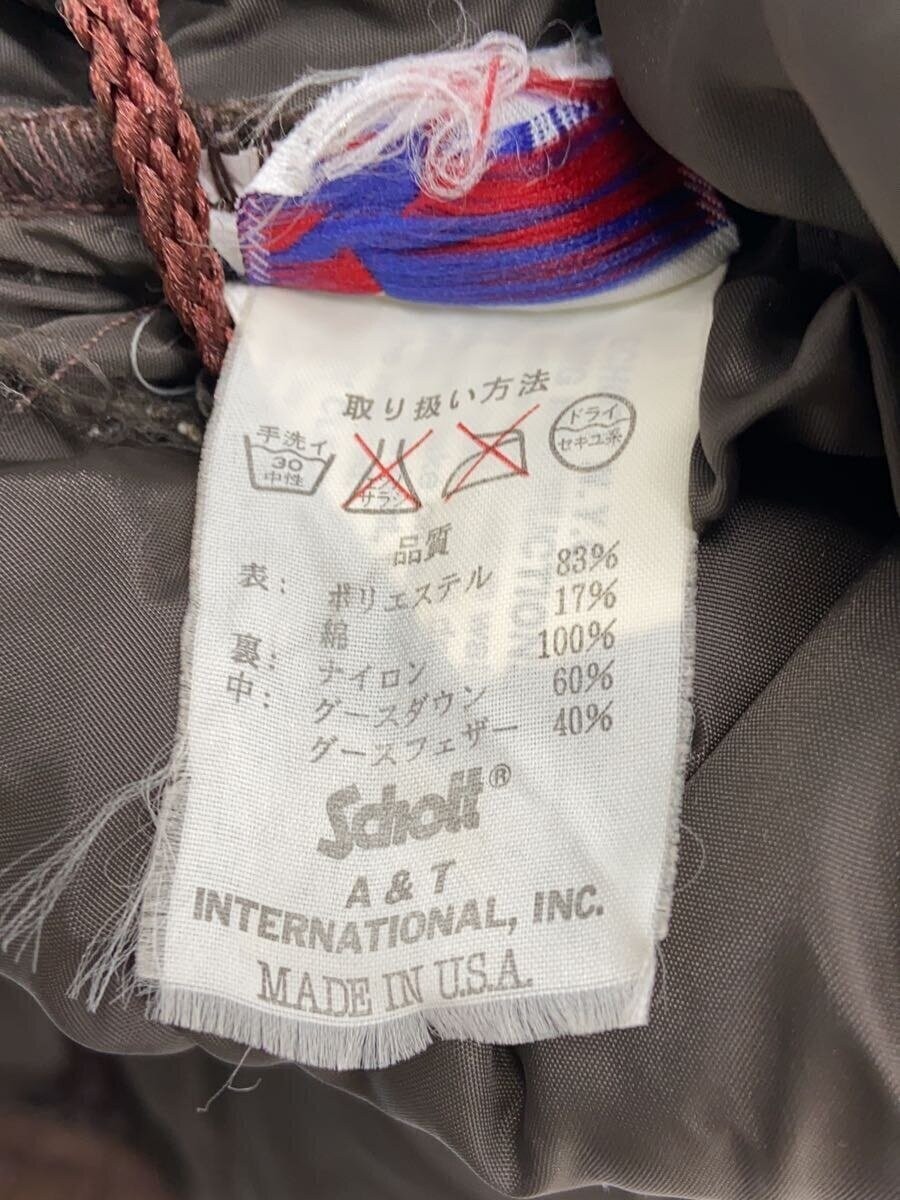 取り扱い方法
手洗イ
30
中性
エンソ
サラシ
ドライ
セキユ系
品質
表: ポリエステル 83%
綿 17%
裏: ナイロン 100%
中: グースダウン 60%
グースフェザー 40%
Schott®
A & T
INTERNATIONAL, INC.
MADE IN U.S.A.